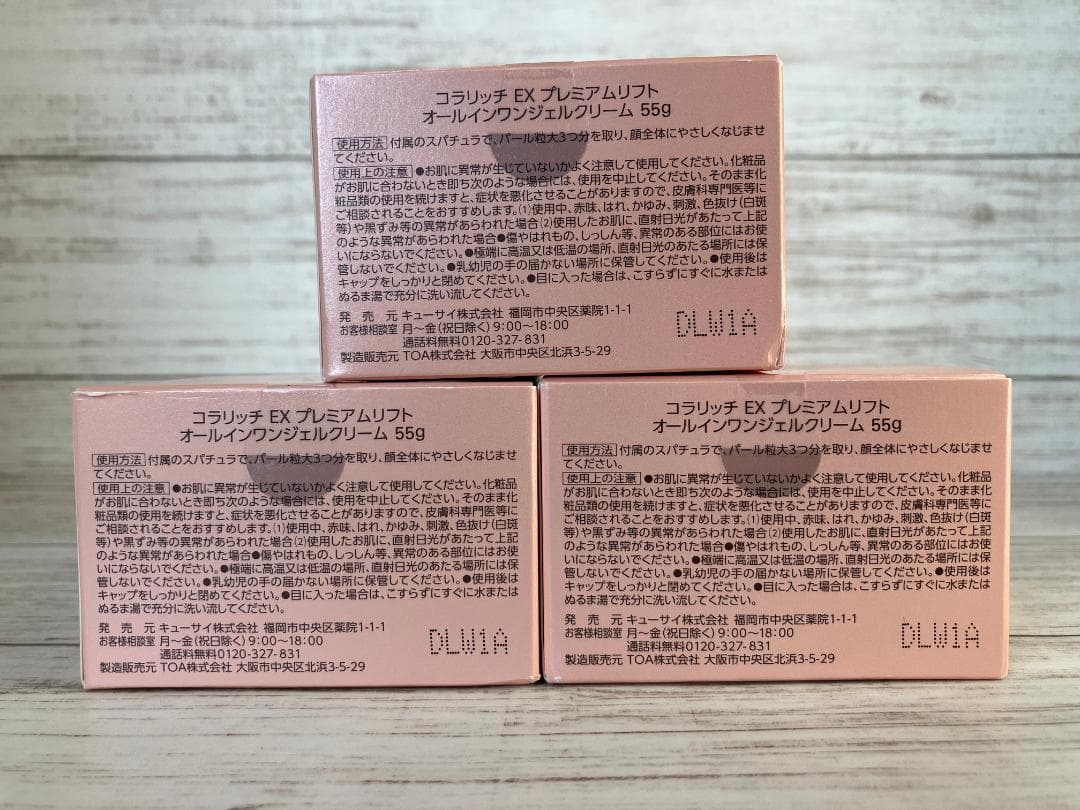 コラリッチ EX プレミアムリフト
オールインワンジェルクリーム 55g
使用方法 付属のスパチュラで、パール粒大3つ分を取り、顔全体にやさしくなじませ
てください。
使用上の注意 ●お肌に異常が生じていないかよく注意して使用してください。化粧品
がお肌に合わないとき即ち次のような場合には、使用を中止してください。そのまま化
粧品類の使用を続けますと、症状を悪化させることがありますので、皮膚科専門医等に
ご相談されることをおすすめします。(1)使用中、赤味、はれ、かゆみ、刺激、色抜け(白斑
等)や黒ずみ等の異常があらわれた場合(2)使用したお肌に、直射日光があたって上記
のような異常があらわれた場合●傷やはれもの、しっしん等、異常のある部位にはお使
いにならないでください。●極端に高温又は低温の場所、直射日光のあたる場所には保
管しないでください。●乳幼児の手の届かない場所に保管してください。●使用後は
キャップをしっかりと閉めてください。●目に入った場合は、こすらずにすぐに水または
ぬるま湯で充分に洗い流してください。
発売元 キューサイ株式会社 福岡市中央区薬院1-1-1
お客様相談室 月〜金(祝日除く) 9:00〜18:00
通話料無料0120-327-831
製造販売元 TOA株式会社 大阪市中央区北浜3-5-29
DLW1A
コラリッチ EX プレミアムリフト
オールインワンジェルクリーム 55g
使用方法 付属のスパチュラで、パール粒大3つ分を取り、顔全体にやさしくなじませ
てください。
使用上の注意 ●お肌に異常が生じていないかよく注意して使用してください。化粧品
がお肌に合わないとき即ち次のような場合には、使用を中止してください。そのまま化
粧品類の使用を続けますと、症状を悪化させることがありますので、皮膚科専門医等に
ご相談されることをおすすめします。(1)使用中、赤味、はれ、かゆみ、刺激、色抜け(白斑
等)や黒ずみ等の異常があらわれた場合(2)使用したお肌に、直射日光があたって上記
のような異常があらわれた場合●傷やはれもの、しっしん等、異常のある部位にはお使
いにならないでください。●極端に高温又は低温の場所、直射日光のあたる場所には保
管しないでください。●乳幼児の手の届かない場所に保管してください。●使用後は
キャップをしっかりと閉めてください。●目に入った場合は、こすらずにすぐに水または
ぬるま湯で充分に洗い流してください。
発売元 キューサイ株式会社 福岡市中央区薬院1-1-1
お客様相談室 月〜金(祝日除く) 9:00〜18:00
通話料無料0120-327-831
製造販売元 TOA株式会社 大阪市中央区北浜3-5-29
DLW1A
コラリッチ EX プレミアムリフト
オールインワンジェルクリーム 55g
使用方法 付属のスパチュラで、パール粒大3つ分を取り、顔全体にやさしくなじませ
てください。
使用上の注意 ●お肌に異常が生じていないかよく注意して使用してください。化粧品
がお肌に合わないとき即ち次のような場合には、使用を中止してください。そのまま化
粧品類の使用を続けますと、症状を悪化させることがありますので、皮膚科専門医等に
ご相談されることをおすすめします。(1)使用中、赤味、はれ、かゆみ、刺激、色抜け(白斑
等)や黒ずみ等の異常があらわれた場合(2)使用したお肌に、直射日光があたって上記
のような異常があらわれた場合●傷やはれもの、しっしん等、異常のある部位にはお使
いにならないでください。●極端に高温又は低温の場所、直射日光のあたる場所には保
管しないでください。●乳幼児の手の届かない場所に保管してください。●使用後は
キャップをしっかりと閉めてください。●目に入った場合は、こすらずにすぐに水または
ぬるま湯で充分に洗い流してください。
発売元 キューサイ株式会社 福岡市中央区薬院1-1-1
お客様相談室 月〜金(祝日除く) 9:00〜18:00
通話料無料0120-327-831
製造販売元 TOA株式会社 大阪市中央区北浜3-5-29
DLW1A